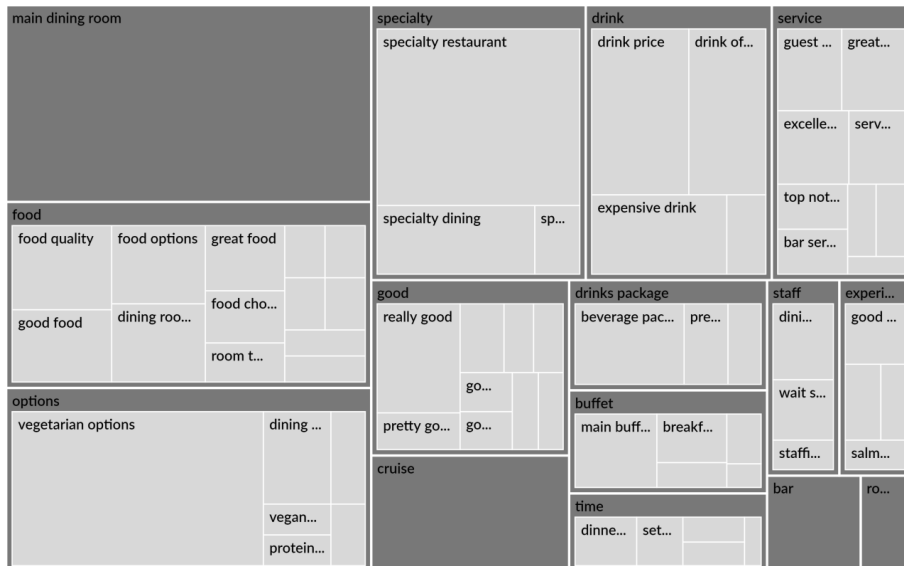 main dining room
food
food quality
food options
great food
good food
dining roo...
food cho...
room t...
options
vegetarian options
dining ...
vegan...
protein...
specialty
specialty restaurant
specialty dining
sp...
drink
drink price
drink of...
expensive drink
service
guest ...
great...
excelle...
serv...
top not...
bar ser...
good
really good
go...
pretty go...
go...
cruise
drinks package
beverage pac...
pre...
buffet
main buff...
breakf...
time
dinne...
set...
staff
dini...
wait s...
staffi...
experi...
good ...
salm...
bar
ro...